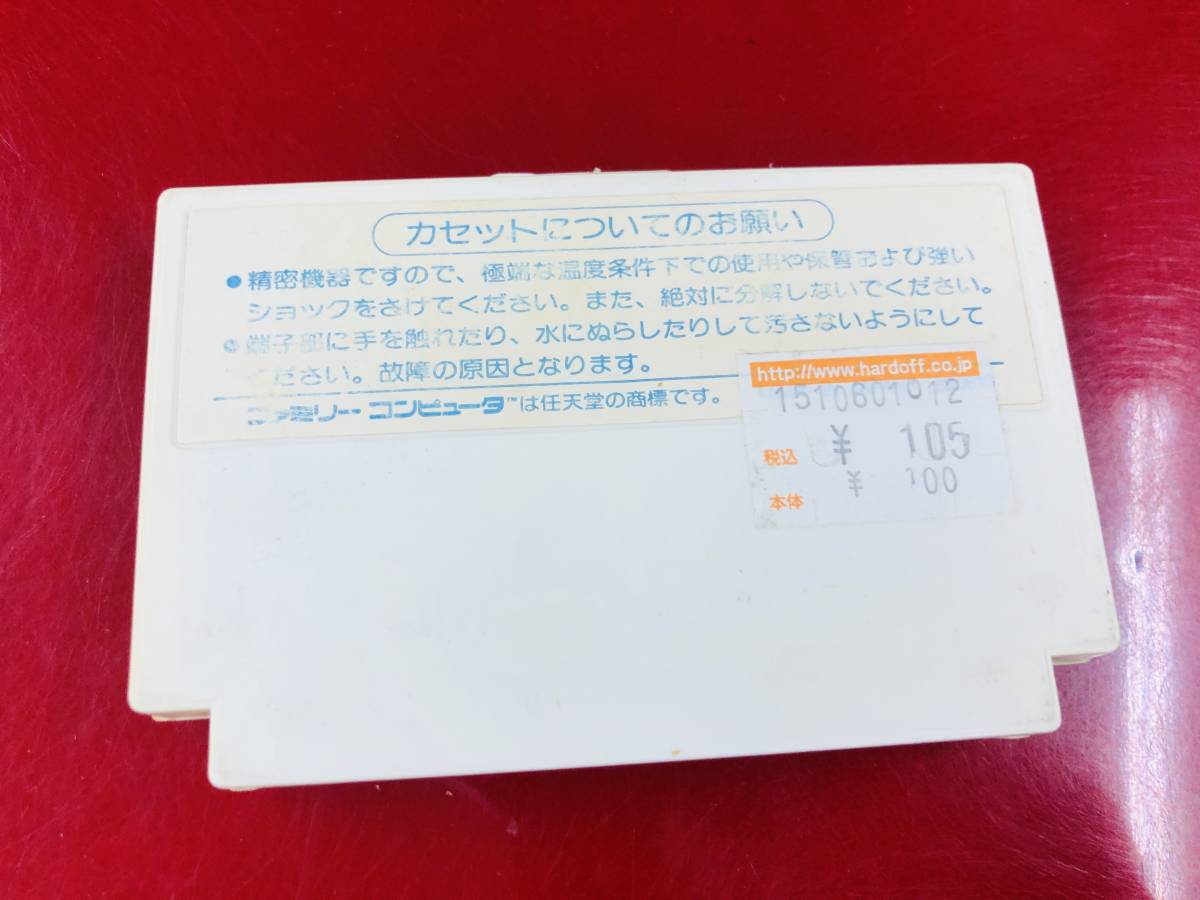 カセットについてのお願い
●精密機器ですので、極端な温度条件下での使用や保管および強い
ショックをさけてください。また、絶対に分解しないでください。
●端子部に手を触れたり、水にぬらしたりして汚さないようにして
ください。故障の原因となります。
ファミリーコンピュータ™は任天堂の商標です。
http://www.hardoff.co.jp
1510601012
税込 ¥ 105
本体 ¥ 100